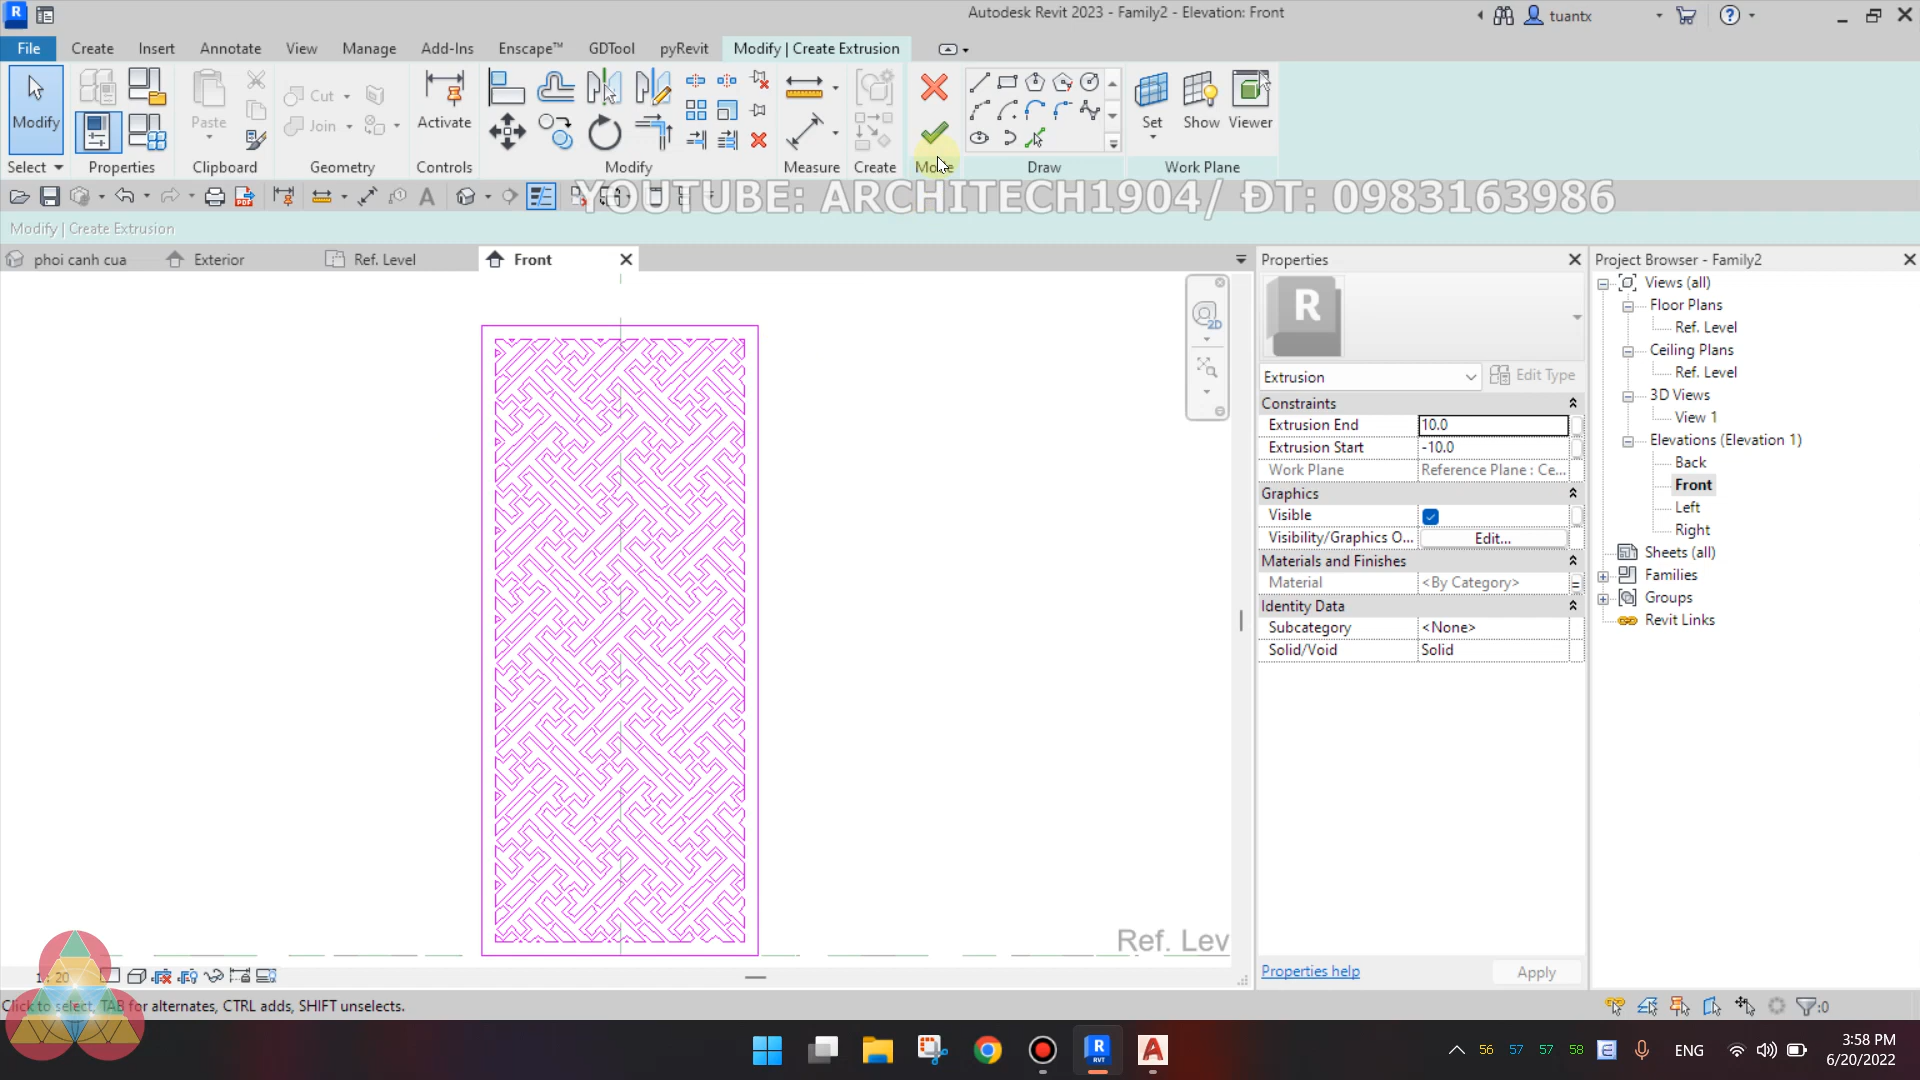 Autodesk Revit 2023 - Family2 - Elevation: Front
tuantx
File Create Insert Annotate View Manage Add-Ins Enscape™ GDTool pyRevit Modify | Create Extrusion
Modify
Cut
Join
Paste
Activate
Set Show Viewer
Select Properties Clipboard Geometry Controls Modify Measure Create Mode Draw Work Plane
YOUTUBE: ARCHITECH1904/ ĐT: 0983163986
Modify | Create Extrusion
phoi canh cua Exterior Ref. Level Front
2D
Ref. Lev
Properties
R
Extrusion Edit Type
Constraints
Extrusion End 10.0
Extrusion Start -10.0
Work Plane Reference Plane : Ce...
Graphics
Visible
Visibility/Graphics O... Edit...
Materials and Finishes
Material <By Category>
Identity Data
Subcategory <None>
Solid/Void Solid
Properties help Apply
Project Browser - Family2
Views (all)
Floor Plans
Ref. Level
Ceiling Plans
Ref. Level
3D Views
View 1
Elevations (Elevation 1)
Back
Front
Left
Right
Sheets (all)
Families
Groups
Revit Links
Click to select, TAB for alternates, CTRL adds, SHIFT unselects.
:0
56 57 57 58 ENG
3:58 PM
6/20/2022